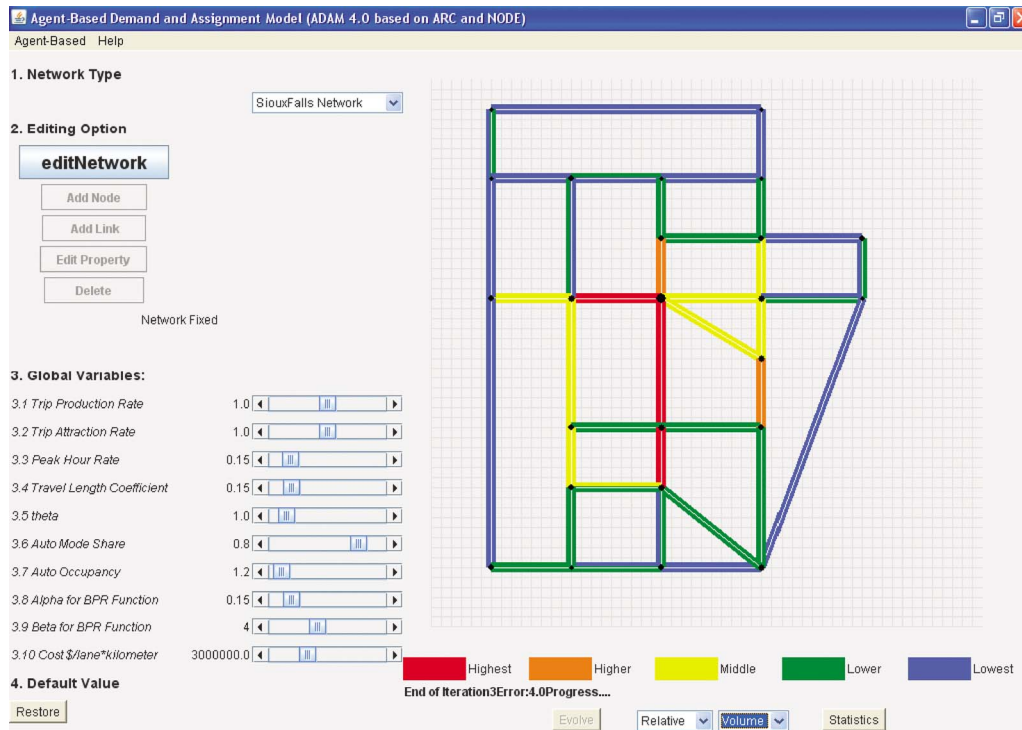 Agent-Based Demand and Assignment Model (ADAM 4.0 based on ARC and NODE)
Agent-Based Help
1. Network Type
SiouxFalls Network
2. Editing Option
editNetwork
Add Node
Add Link
Edit Property
Delete
Network Fixed
3. Global Variables:
3.1 Trip Production Rate 1.0
3.2 Trip Attraction Rate 1.0
3.3 Peak Hour Rate 0.15
3.4 Travel Length Coefficient 0.15
3.5 theta 1.0
3.6 Auto Mode Share 0.8
3.7 Auto Occupancy 1.2
3.8 Alpha for BPR Function 0.15
3.9 Beta for BPR Function 4
3.10 Cost $/lane*kilometer 3000000.0
4. Default Value
Restore
Highest Higher Middle Lower Lowest
End of Iteration3Error:4.0Progress....
Evolve Relative Volume Statistics